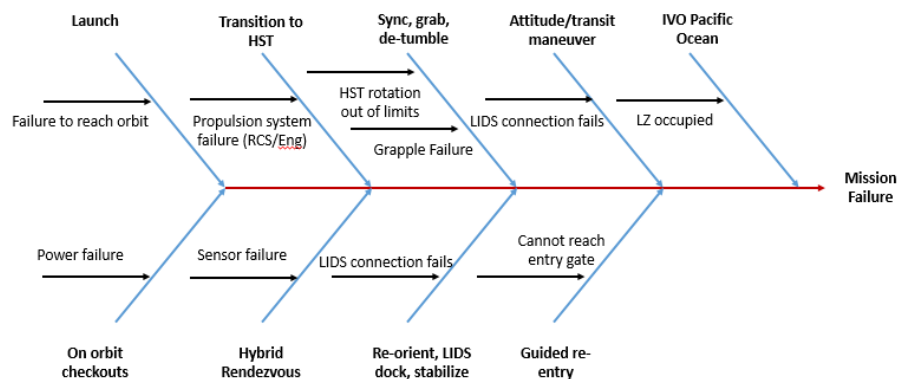 Launch
Transition to
HST
Sync, grab,
de-tumble
Attitude/transit
maneuver
IVO Pacific
Ocean
Failure to reach orbit
Propulsion system
failure (RCS/Eng)
HST rotation
out of limits
Grapple Failure
LIDS connection fails
LZ occupied
Mission
Failure
Power failure
Sensor failure
LIDS connection fails
Cannot reach
entry gate
On orbit
checkouts
Hybrid
Rendezvous
Re-orient, LIDS
dock, stabilize
Guided re-
entry